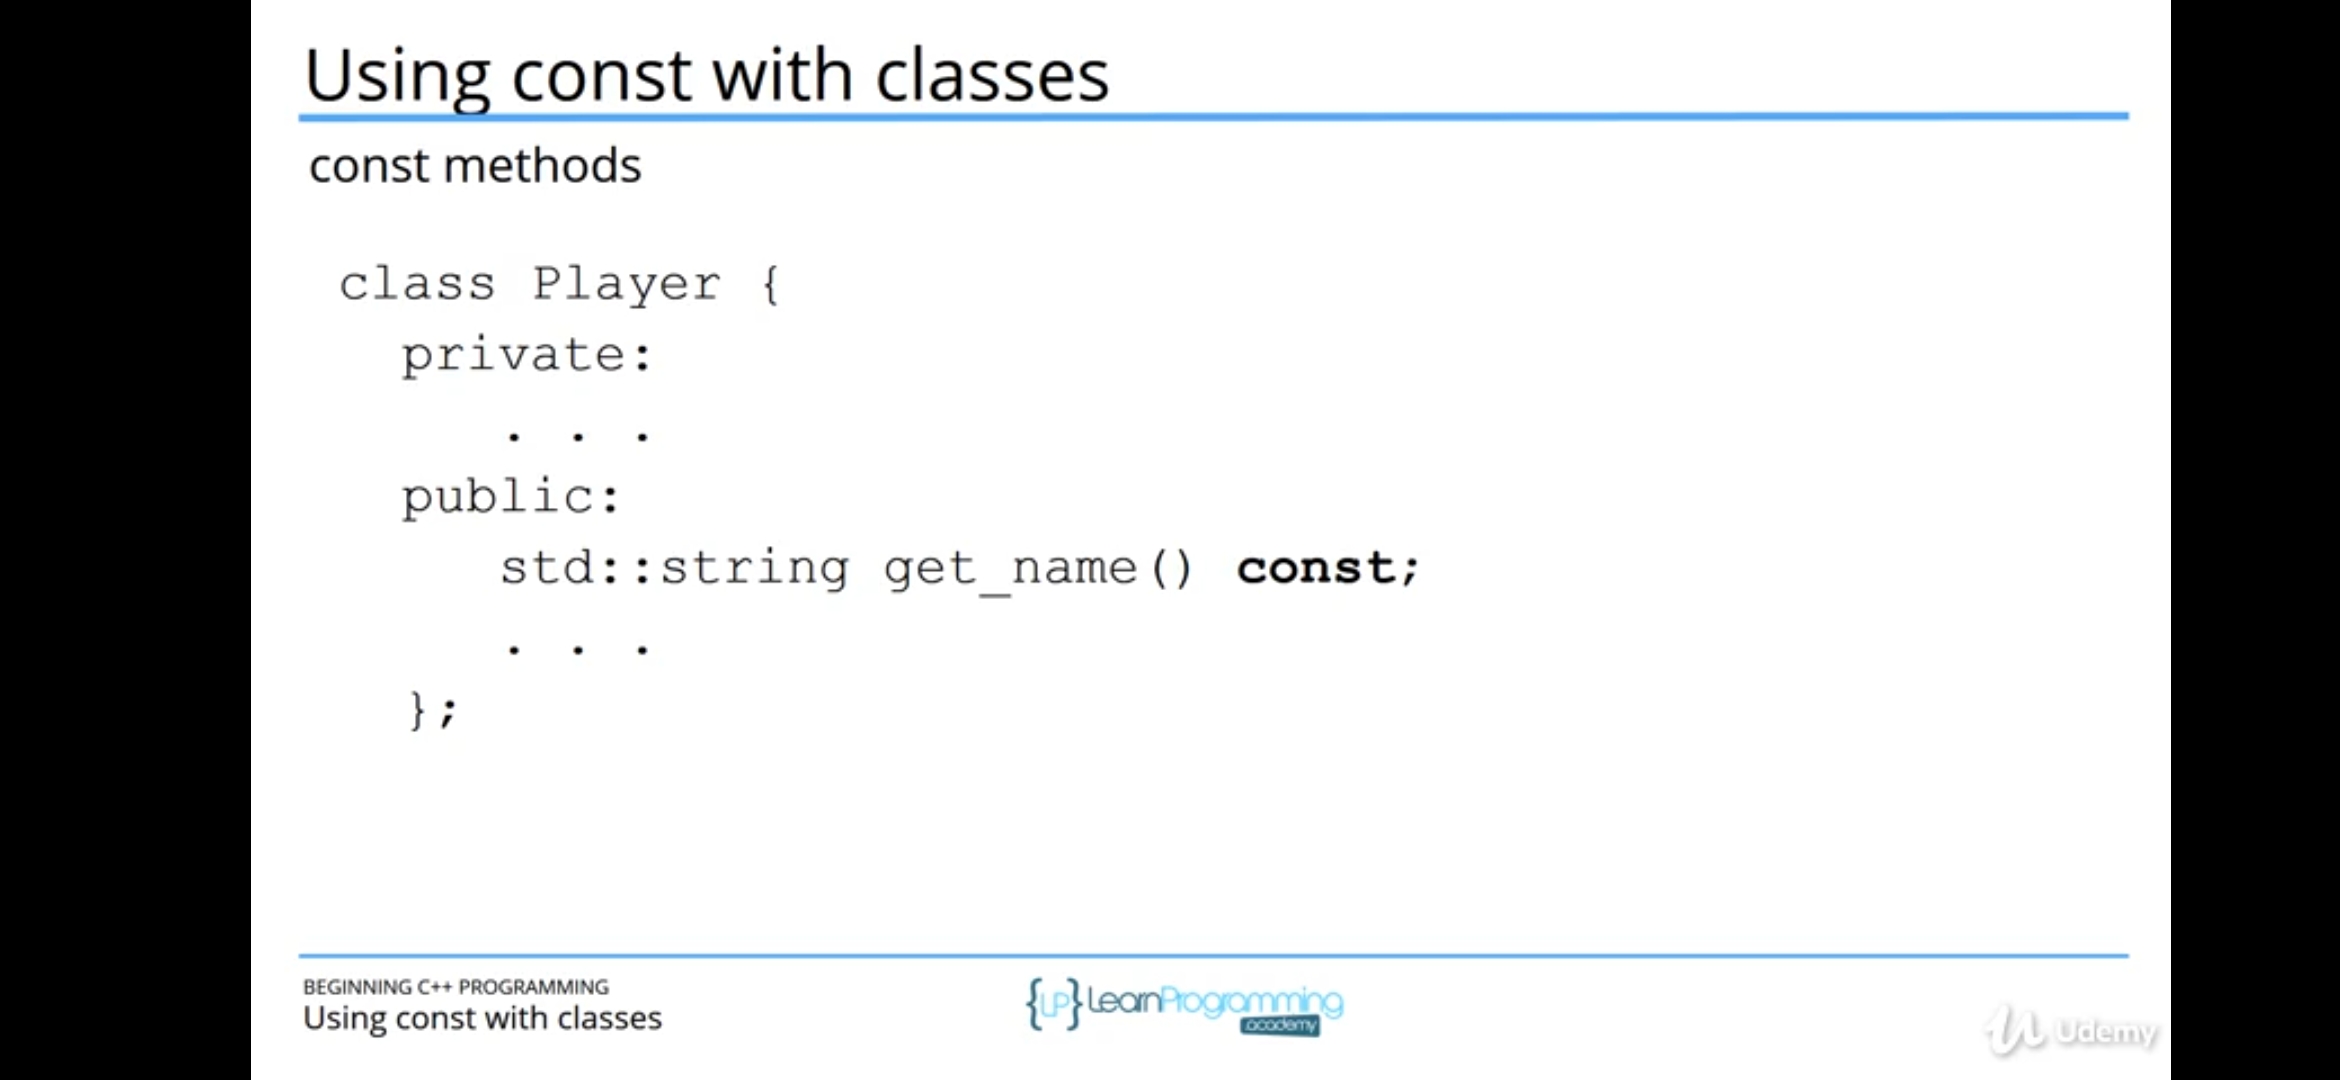 Using const with classes
const methods
class Player {
private:
. . .
public:
std::string get_name() const;
. . .
};
BEGINNING C++ PROGRAMMING
Using const with classes
{LP} LearnProgramming
academy
Udemy